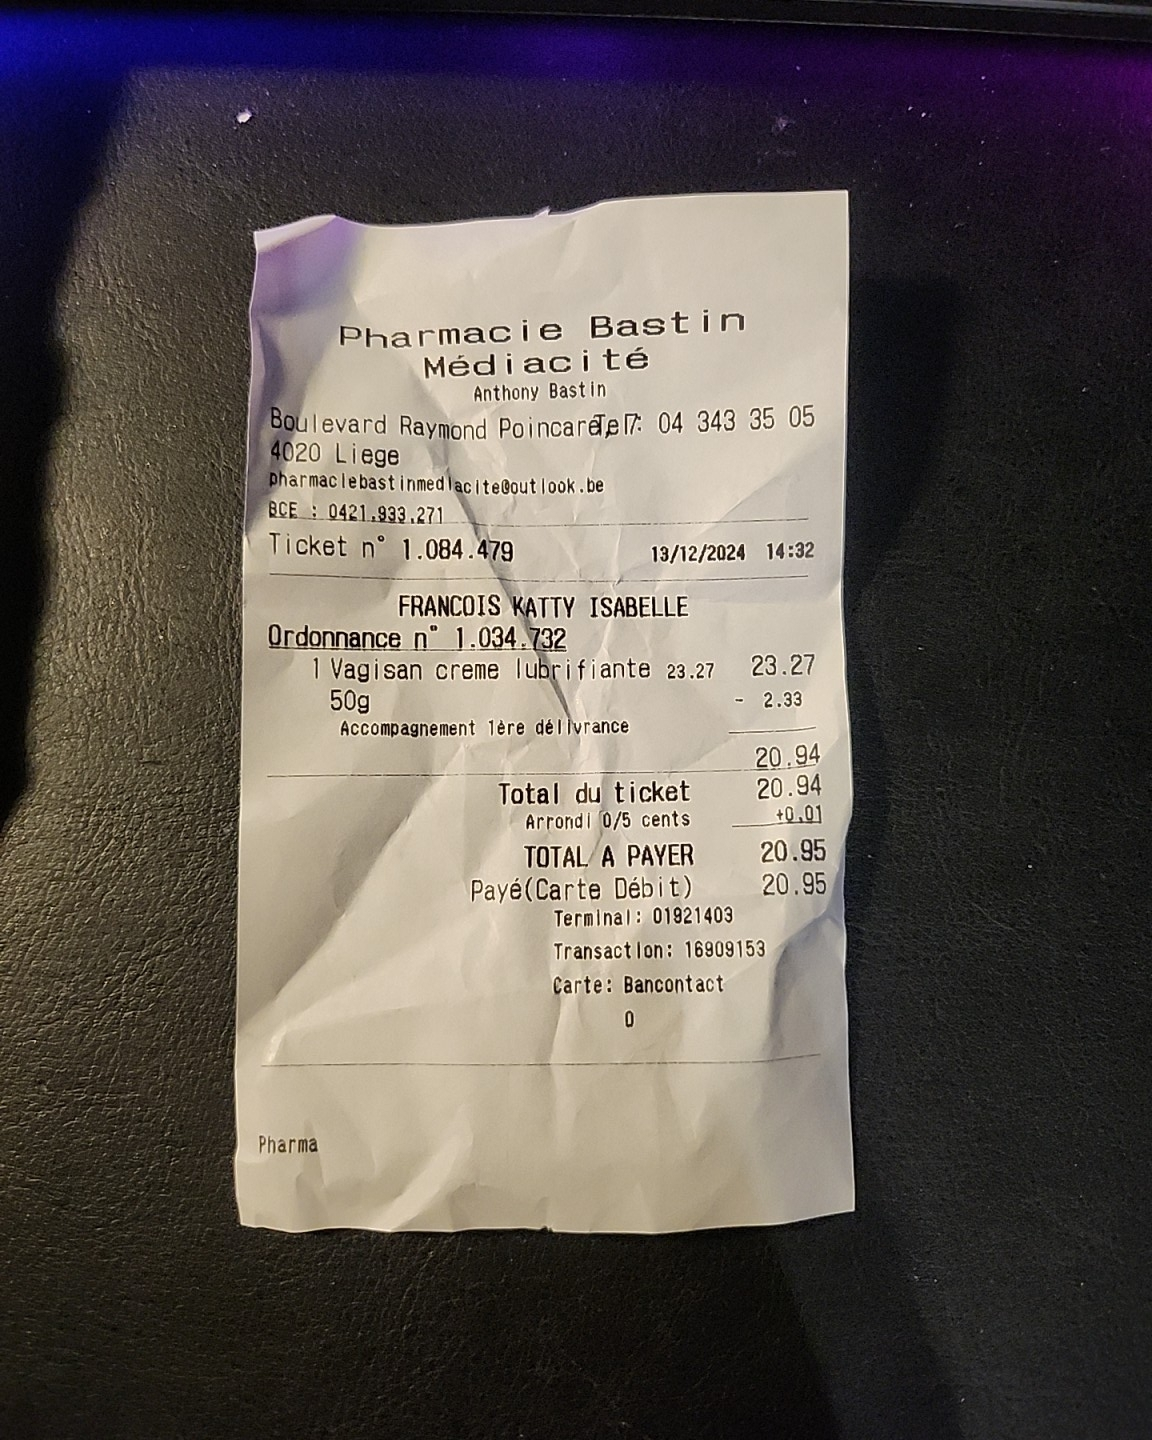 Pharmacie Bastin
Médiacité
Anthony Bastin
Boulevard Raymond Poincaré, 7 Tel: 04 343 35 05
4020 Liege
pharmaciebastinmediacite@outlook.be
BCE : 0421.933.271
Ticket n° 1.084.479 13/12/2024 14:32
FRANCOIS KATTY ISABELLE
Ordonnance n° 1.034.732
1 Vagisan creme lubrifiante 23.27 23.27
50g - 2.33
Accompagnement 1ère délivrance
20.94
Total du ticket 20.94
Arrondi 0/5 cents +0.01
TOTAL A PAYER 20.95
Payé(Carte Débit) 20.95
Terminal: 01921403
Transaction: 16909153
Carte: Bancontact
0
Pharma